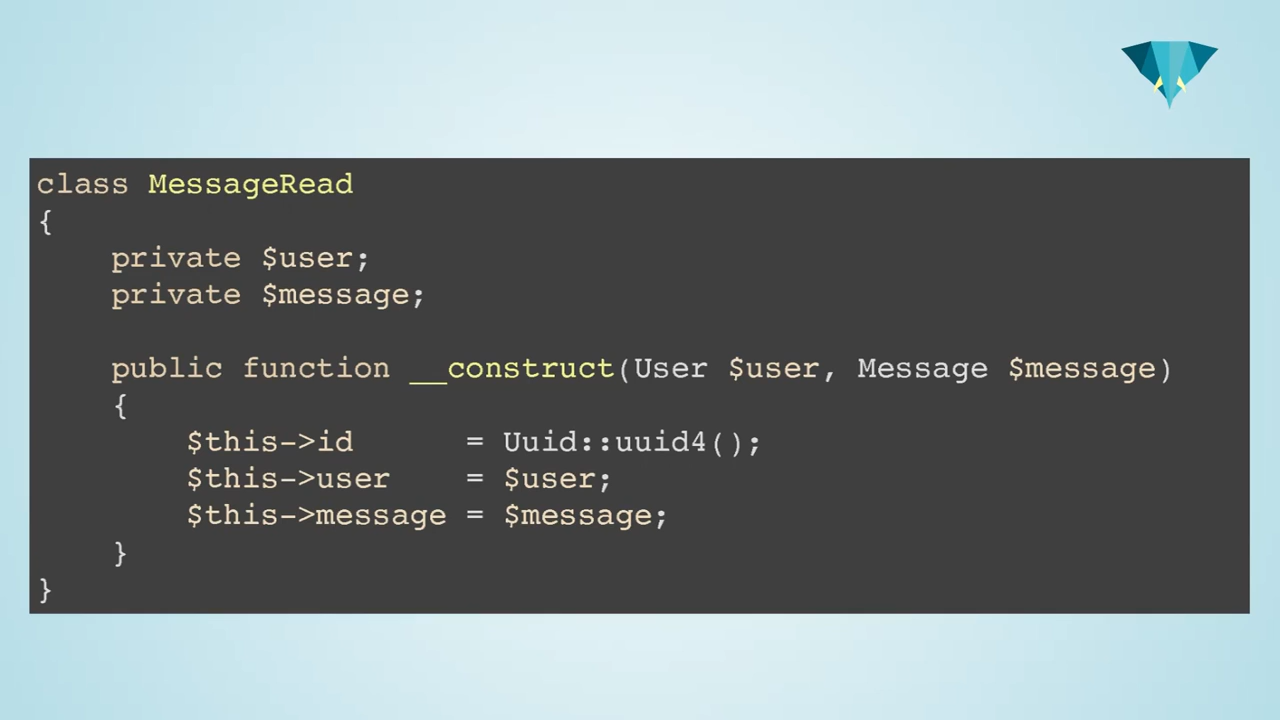 class MessageRead
{
    private $user;
    private $message;

    public function __construct(User $user, Message $message)
    {
        $this->id      = Uuid::uuid4();
        $this->user    = $user;
        $this->message = $message;
    }
}